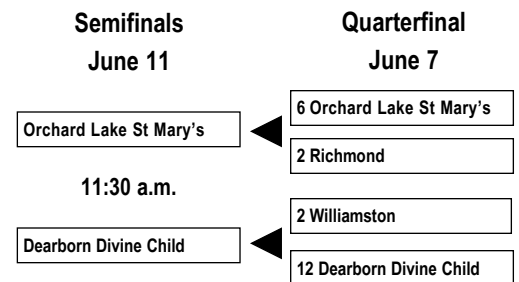 Semifinals
June 11
Orchard Lake St Mary's
11:30 a.m.
Dearborn Divine Child
Quarterfinal
June 7
6 Orchard Lake St Mary's
2 Richmond
2 Williamston
12 Dearborn Divine Child